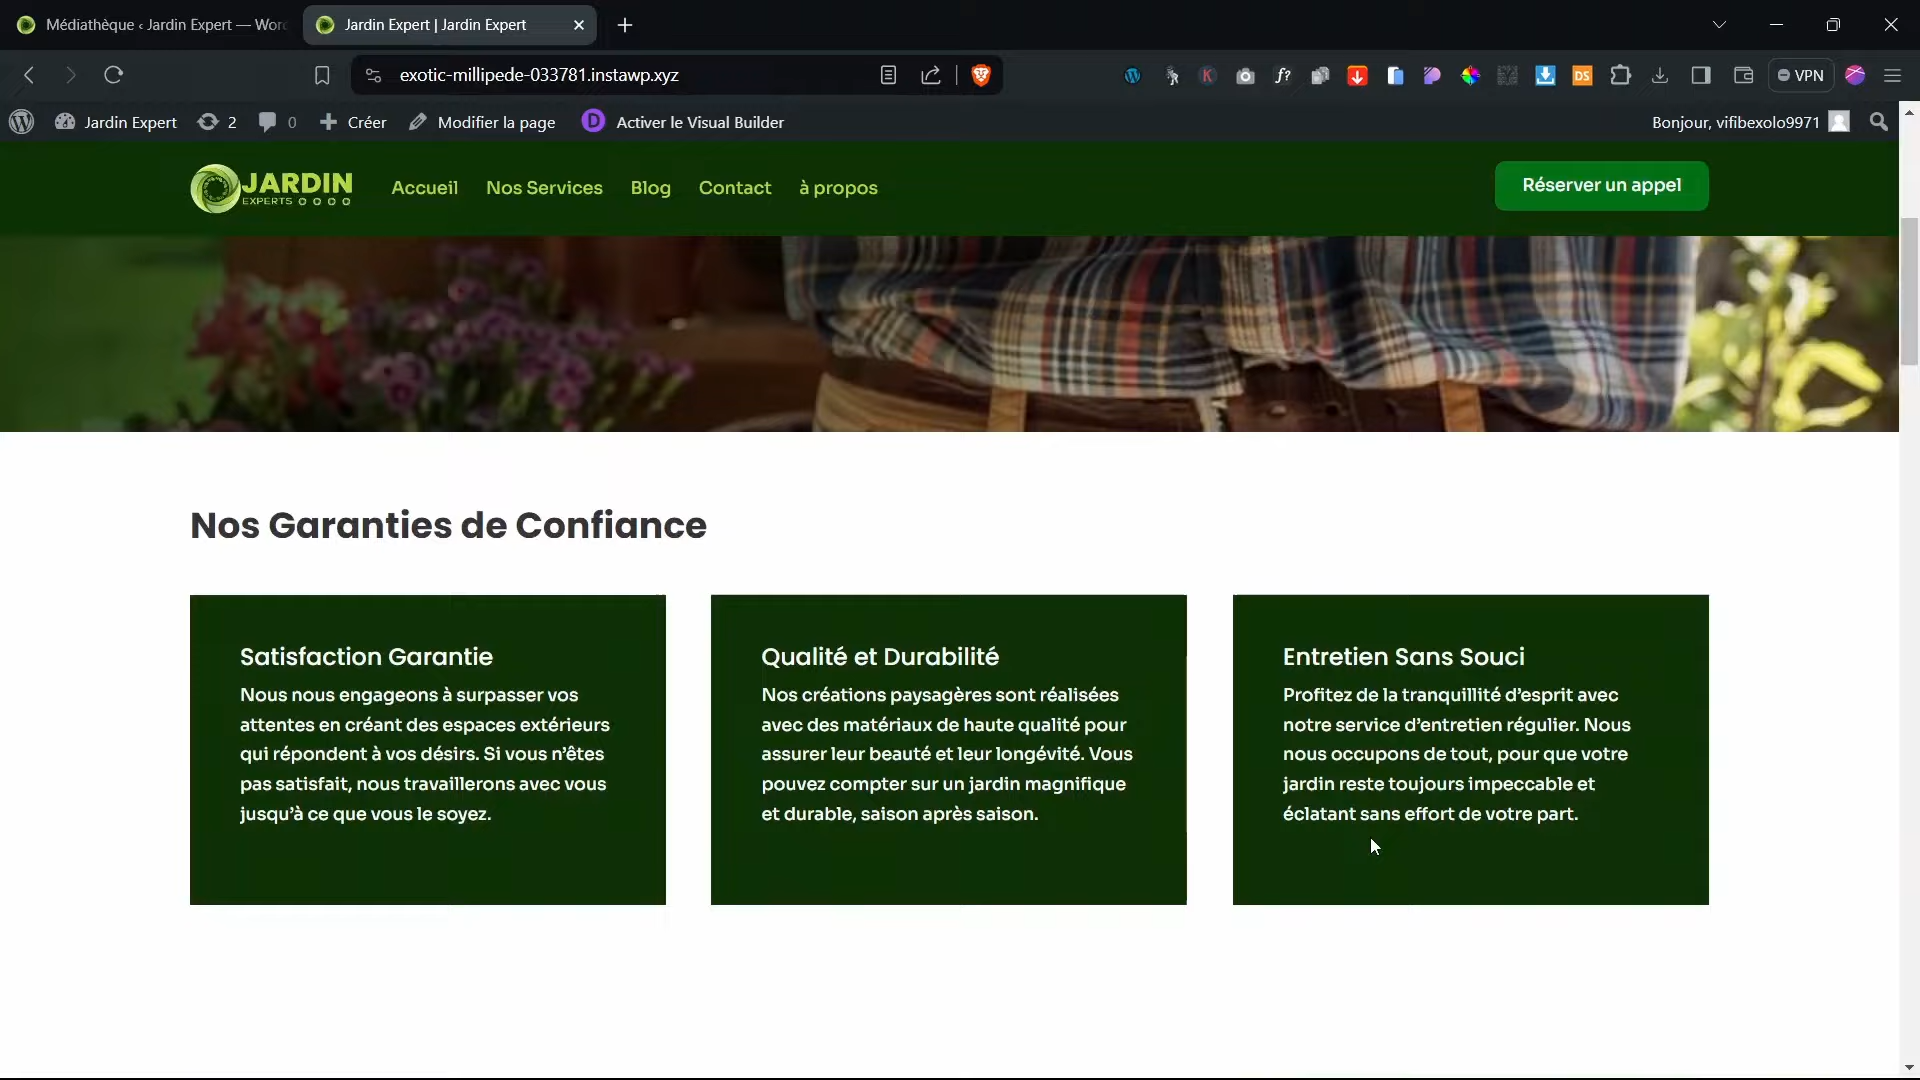 Médiathèque ‹ Jardin Expert — Wor
Jardin Expert | Jardin Expert
exotic-millipede-033781.instawp.xyz
VPN
Jardin Expert
2
0
Créer
Modifier la page
Activer le Visual Builder
Bonjour, vifibexolo9971
JARDIN
EXPERTS
Accueil
Nos Services
Blog
Contact
à propos
Réserver un appel
Nos Garanties de Confiance
Satisfaction Garantie
Nous nous engageons à surpasser vos
attentes en créant des espaces extérieurs
qui répondent à vos désirs. Si vous n’êtes
pas satisfait, nous travaillerons avec vous
jusqu’à ce que vous le soyez.
Qualité et Durabilité
Nos créations paysagères sont réalisées
avec des matériaux de haute qualité pour
assurer leur beauté et leur longévité. Vous
pouvez compter sur un jardin magnifique
et durable, saison après saison.
Entretien Sans Souci
Profitez de la tranquillité d’esprit avec
notre service d’entretien régulier. Nous
nous occupons de tout, pour que votre
jardin reste toujours impeccable et
éclatant sans effort de votre part.